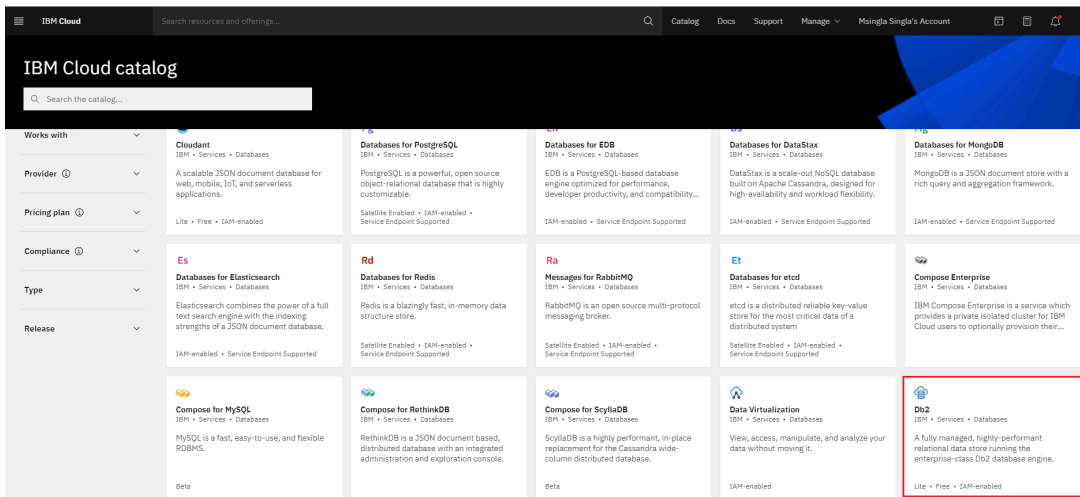 IBM Cloud
Search resources and offerings...
Catalog
Docs
Support
Manage
Msingla Singla's Account
IBM Cloud catalog
Search the catalog...
Works with
Provider
Pricing plan
Compliance
Type
Release
Cloudant
IBM • Services • Databases
A scalable JSON document database for
web, mobile, IoT, and serverless
applications.
Lite • Free • IAM-enabled
Databases for PostgreSQL
IBM • Services • Databases
PostgreSQL is a powerful, open source
object-relational database that is highly
customizable.
Satellite Enabled • IAM-enabled •
Service Endpoint Supported
Databases for EDB
IBM • Services • Databases
EDB is a PostgreSQL-based database
engine optimized for performance,
developer productivity, and compatibility...
IAM-enabled • Service Endpoint Supported
Databases for DataStax
IBM • Services • Databases
DataStax is a scale-out NoSQL database
built on Apache Cassandra, designed for
high-availability and workload flexibility.
IAM-enabled • Service Endpoint Supported
Databases for MongoDB
IBM • Services • Databases
MongoDB is a JSON document store with a
rich query and aggregation framework.
IAM-enabled • Service Endpoint Supported
Es
Databases for Elasticsearch
IBM • Services • Databases
Elasticsearch combines the power of a full
text search engine with the indexing
strengths of a JSON document database.
IAM-enabled • Service Endpoint Supported
Rd
Databases for Redis
IBM • Services • Databases
Redis is a blazingly fast, in-memory data
structure store.
Satellite Enabled • IAM-enabled •
Service Endpoint Supported
Ra
Messages for RabbitMQ
IBM • Services • Databases
RabbitMQ is an open source multi-protocol
messaging broker.
Satellite Enabled • IAM-enabled •
Service Endpoint Supported
Et
Databases for etcd
IBM • Services • Databases
etcd is a distributed reliable key-value
store for the most critical data of a
distributed system
Satellite Enabled • IAM-enabled •
Service Endpoint Supported
Compose Enterprise
IBM • Services • Databases
IBM Compose Enterprise is a service which
provides a private isolated cluster for IBM
Cloud users to optionally provision their...
Compose for MySQL
IBM • Services • Databases
MySQL is a fast, easy-to-use, and flexible
RDBMS.
Beta
Compose for RethinkDB
IBM • Services • Databases
RethinkDB is a JSON document based,
distributed database with an integrated
administration and exploration console.
Compose for ScyllaDB
IBM • Services • Databases
ScyllaDB is a highly performant, in-place
replacement for the Cassandra wide-
column distributed database.
Beta
Data Virtualization
IBM • Services • Databases
View, access, manipulate, and analyze your
data without moving it.
IAM-enabled
Db2
IBM • Services • Databases
A fully managed, highly-performant
relational data store running the
enterprise-class Db2 database engine.
Lite • Free • IAM-enabled